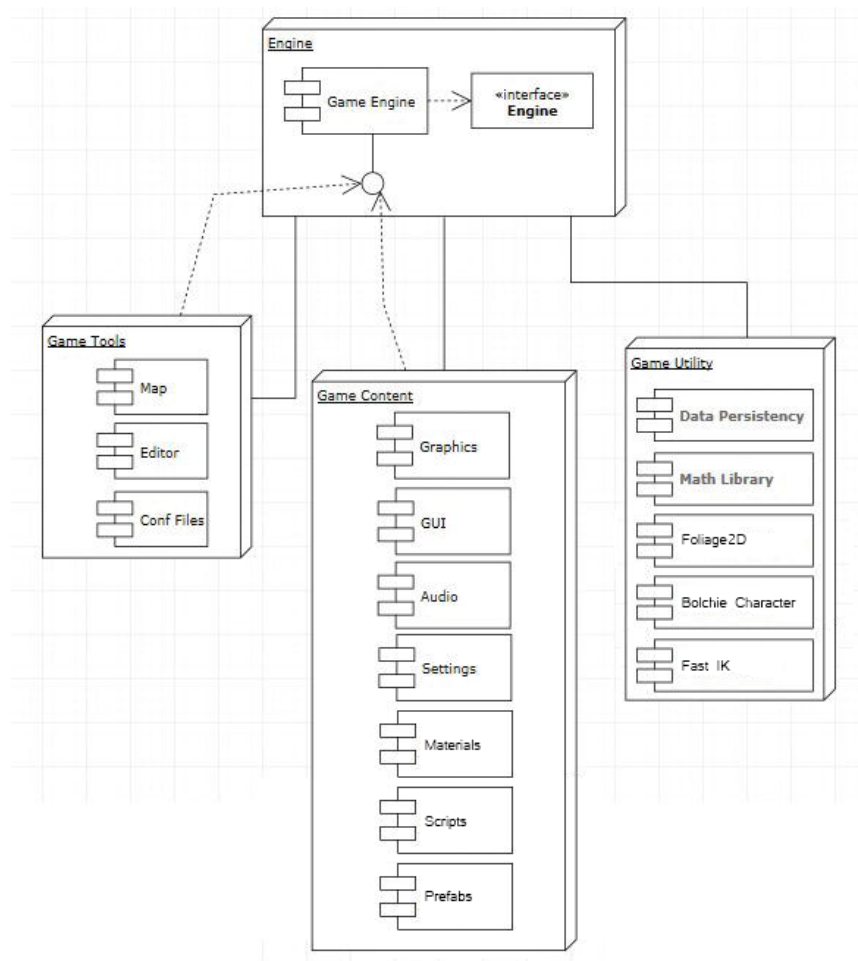 Engine
Game Engine
«interface»
Engine
Game Tools
Map
Editor
Conf Files
Game Content
Graphics
GUI
Audio
Settings
Materials
Scripts
Prefabs
Game Utility
Data Persistency
Math Library
Foliage2D
Bolchie Character
Fast IK